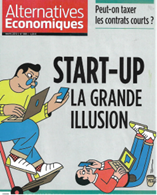 Alternatives
Economiques
Peut-on taxer
les contrats courts ?
START-UP
LA GRANDE
ILLUSION